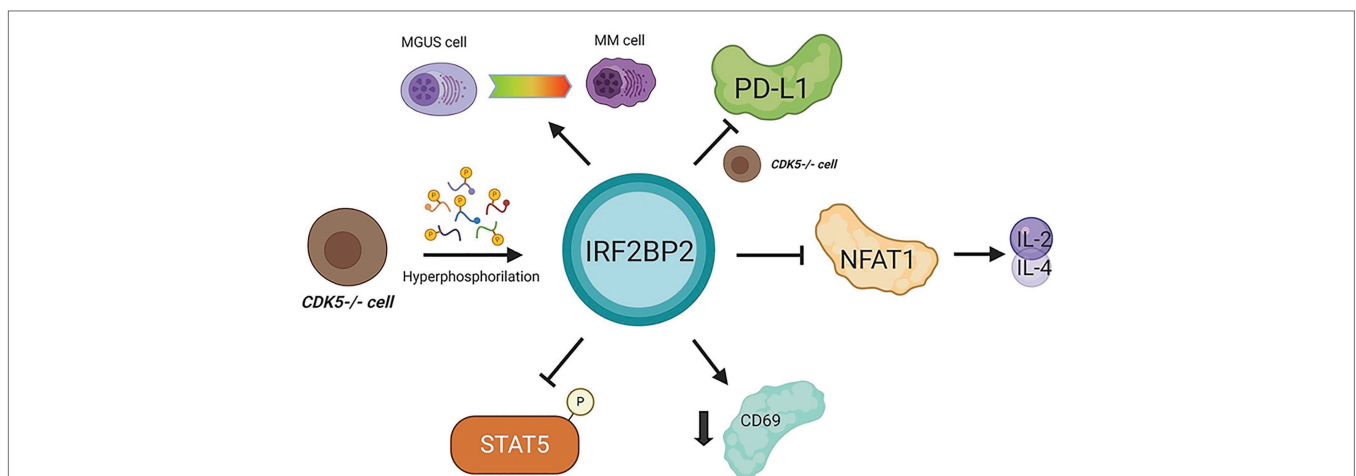 MGUS cell
MM cell
PD-L1
CDK5-/- cell
P
P
P
P
P
P
Hyperphosphorilation
CDK5-/- cell
IRF2BP2
NFAT1
IL-2
IL-4
P
STAT5
CD69